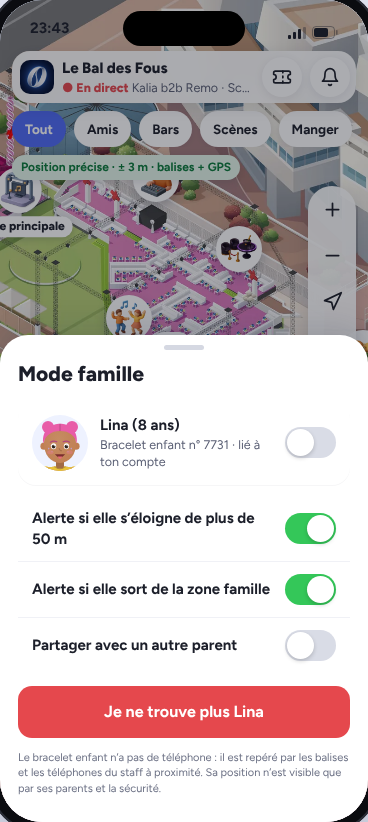 23:43
Le Bal des Fous
En direct Kalia b2b Remo · Sc...
Tout
Amis
Bars
Scènes
Manger
Position précise · ± 3 m · balises + GPS
e principale
Mode famille
Lina (8 ans)
Bracelet enfant n° 7731 · lié à
ton compte
Alerte si elle s’éloigne de plus de
50 m
Alerte si elle sort de la zone famille
Partager avec un autre parent
Je ne trouve plus Lina
Le bracelet enfant n’a pas de téléphone : il est repéré par les balises
et les téléphones du staff à proximité. Sa position n’est visible que
par ses parents et la sécurité.